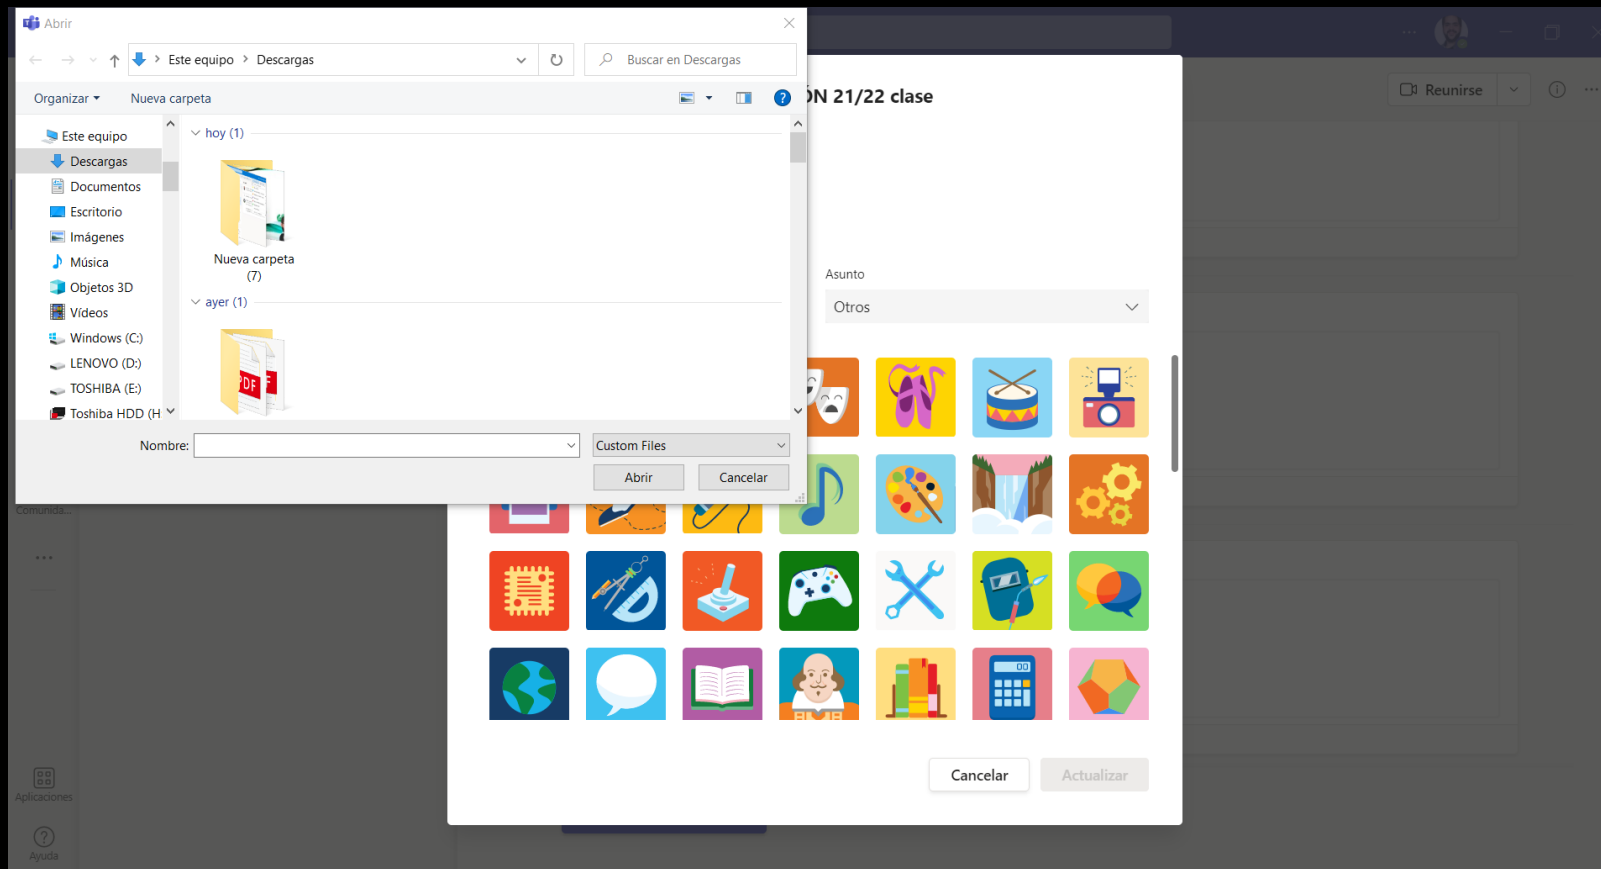 Abrir
Este equipo
Descargas
Buscar en Descargas
Organizar
Nueva carpeta
?
Este equipo
Descargas
Documentos
Escritorio
Imágenes
Música
Objetos 3D
Vídeos
Windows (C:)
LENOVO (D:)
TOSHIBA (E:)
Toshiba HDD (H
hoy (1)
Nueva carpeta
(7)
ayer (1)
PDF
F
Nombre:
Custom Files
Abrir
Cancelar
ÓN 21/22 clase
Reunirse
Asunto
Otros
Comunida...
Cancelar
Actualizar
Aplicaciones
Ayuda